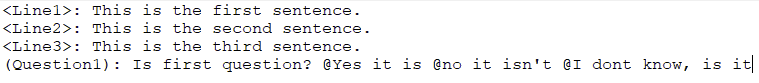 <Line1>: This is the first sentence.
<Line2>: This is the second sentence.
<Line3>: This is the third sentence.
(Question1): Is first question? @Yes it is @no it isn't @I dont know, is it